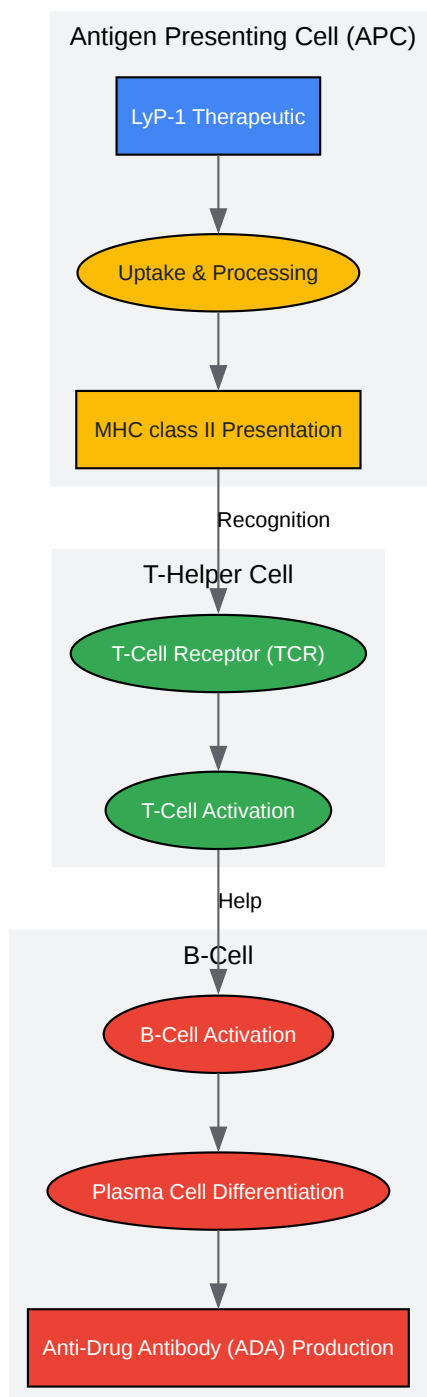 Antigen Presenting Cell (APC)
LyP-1 Therapeutic
Uptake & Processing
MHC class II Presentation
Recognition
T-Helper Cell
T-Cell Receptor (TCR)
T-Cell Activation
Help
B-Cell
B-Cell Activation
Plasma Cell Differentiation
Anti-Drug Antibody (ADA) Production